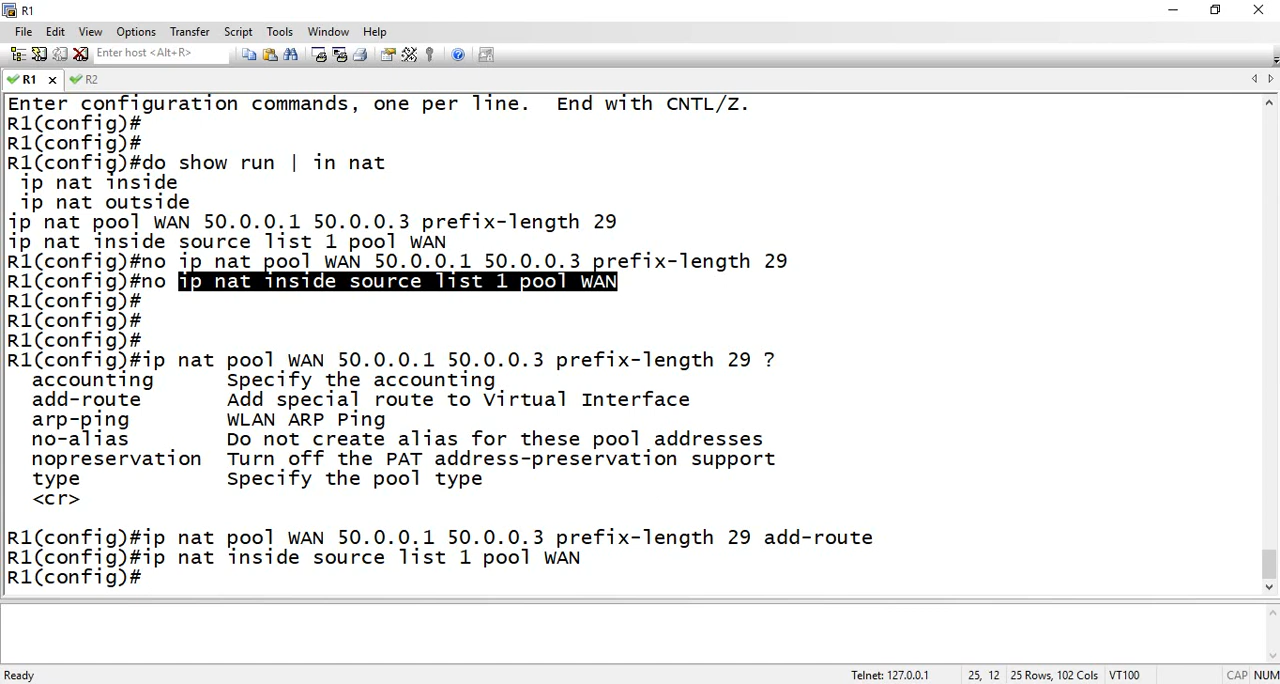 R1
File Edit View Options Transfer Script Tools Window Help
Enter host <Alt+R>
R1 R2
Enter configuration commands, one per line.  End with CNTL/Z.
R1(config)#
R1(config)#
R1(config)#do show run | in nat
 ip nat inside
 ip nat outside
ip nat pool WAN 50.0.0.1 50.0.0.3 prefix-length 29
ip nat inside source list 1 pool WAN
R1(config)#no ip nat pool WAN 50.0.0.1 50.0.0.3 prefix-length 29
R1(config)#no ip nat inside source list 1 pool WAN
R1(config)#
R1(config)#
R1(config)#
R1(config)#ip nat pool WAN 50.0.0.1 50.0.0.3 prefix-length 29 ?
  accounting      Specify the accounting
  add-route       Add special route to Virtual Interface
  arp-ping        WLAN ARP Ping
  no-alias        Do not create alias for these pool addresses
  nopreservation  Turn off the PAT address-preservation support
  type            Specify the pool type
  <cr>
R1(config)#ip nat pool WAN 50.0.0.1 50.0.0.3 prefix-length 29 add-route
R1(config)#ip nat inside source list 1 pool WAN
R1(config)#
Ready Telnet: 127.0.0.1 25, 12 25 Rows, 102 Cols VT100 CAP NUM